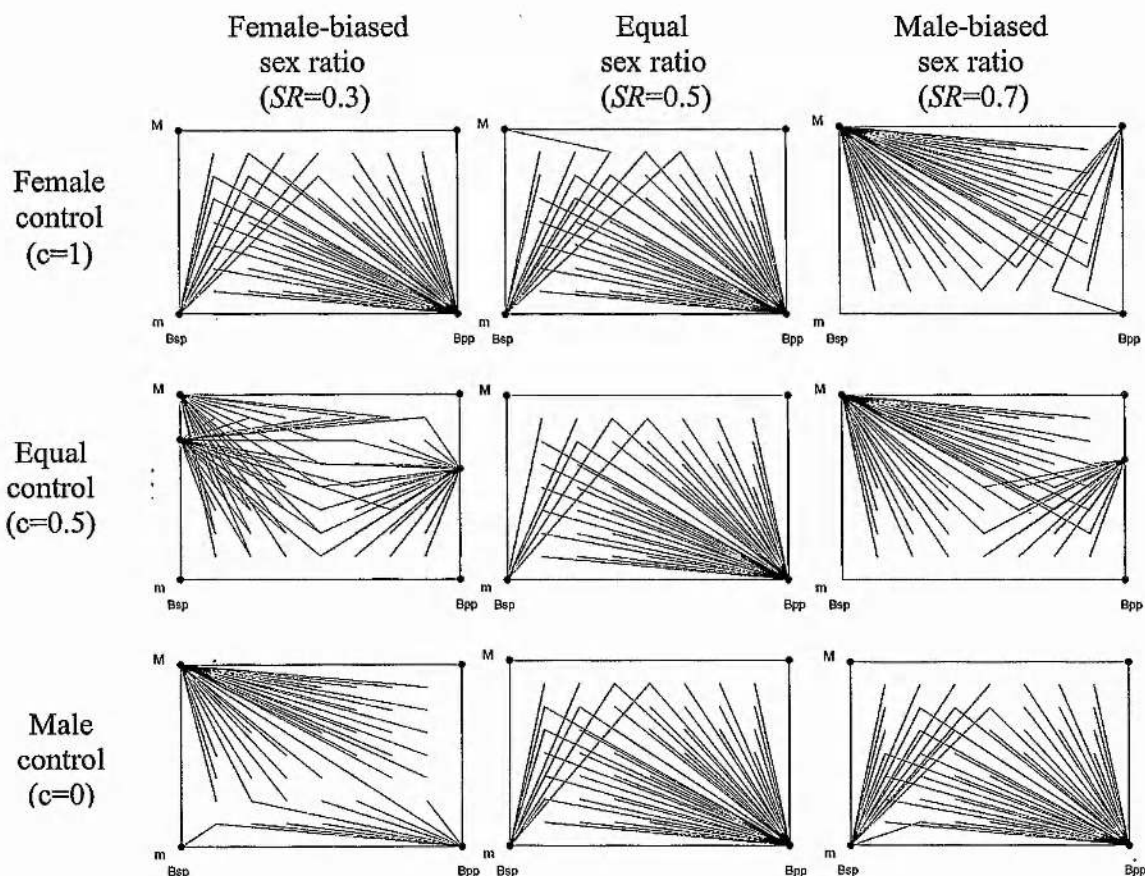 Female-biased
sex ratio
(SR=0.3)
Equal
sex ratio
(SR=0.5)
Male-biased
sex ratio
(SR=0.7)
Female
control
(c=1)
M
m
Bsp
Bpp
M
m
Bsp
Bpp
M
m
Bsp
Bpp
Equal
control
(c=0.5)
M
m
Bsp
Bpp
M
m
Bsp
Bpp
M
m
Bsp
Bpp
Male
control
(c=0)
M
m
Bsp
Bpp
M
m
Bsp
Bpp
M
m
Bsp
Bpp